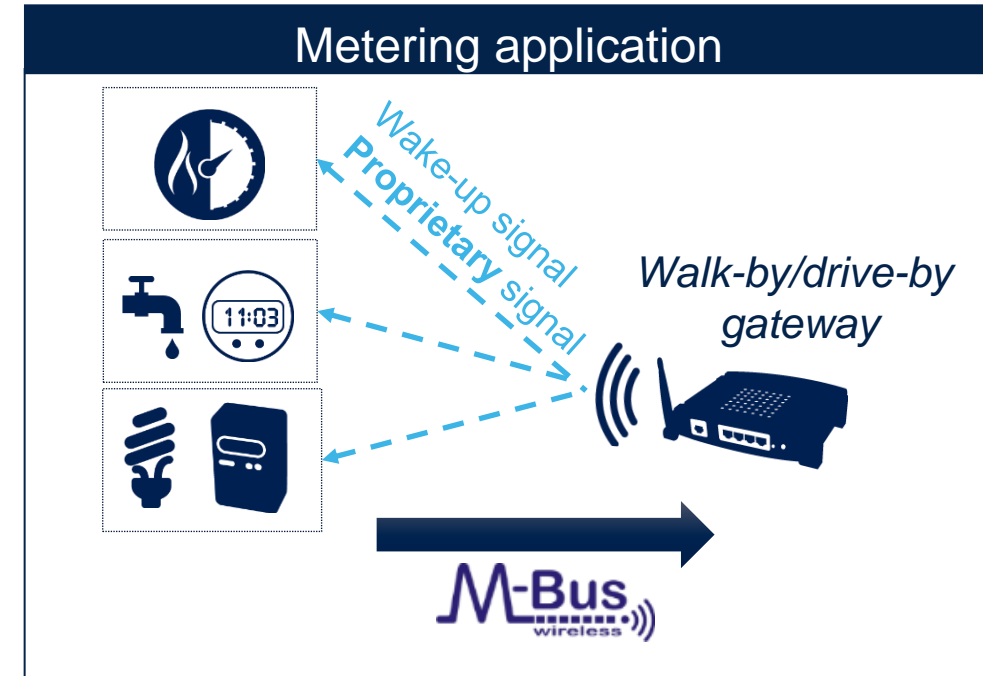 Metering application
Wake-up signal
Proprietary signal
Walk-by/drive-by
gateway
11:03
M-Bus
wireless